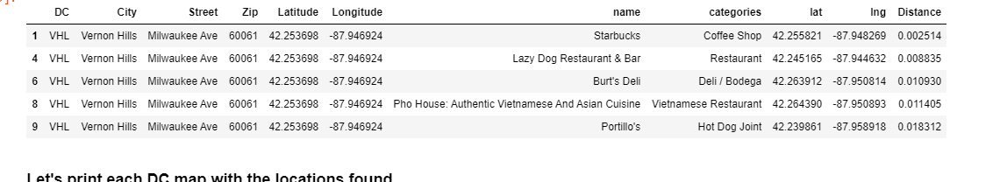 DC City Street Zip Latitude Longitude name categories lat lng Distance
1 VHL Vernon Hills Milwaukee Ave 60061 42.253698 -87.946924 Starbucks Coffee Shop 42.255821 -87.948269 0.002514
4 VHL Vernon Hills Milwaukee Ave 60061 42.253698 -87.946924 Lazy Dog Restaurant & Bar Restaurant 42.245165 -87.944632 0.008835
6 VHL Vernon Hills Milwaukee Ave 60061 42.253698 -87.946924 Burt's Deli Deli / Bodega 42.263912 -87.950814 0.010930
8 VHL Vernon Hills Milwaukee Ave 60061 42.253698 -87.946924 Pho House: Authentic Vietnamese And Asian Cuisine Vietnamese Restaurant 42.264390 -87.950893 0.011405
9 VHL Vernon Hills Milwaukee Ave 60061 42.253698 -87.946924 Portillo's Hot Dog Joint 42.239861 -87.958918 0.018312
Let's print each DC map with the locations found